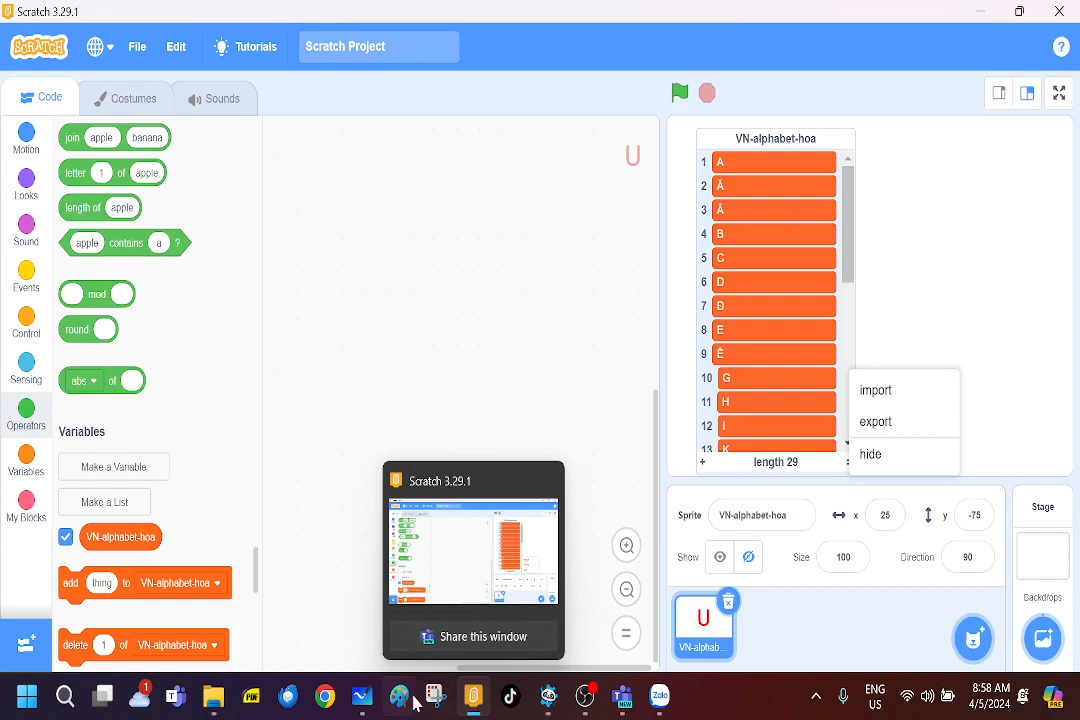 Scratch 3.29.1
SCRATCH File Edit Tutorials Scratch Project ?
Code Costumes Sounds
Motion
Looks
Sound
Events
Control
Sensing
Operators
Variables
My Blocks
join apple banana
letter 1 of apple
length of apple
apple contains a ?
mod
round
abs of
Variables
Make a Variable
Make a List
VN-alphabet-hoa
add thing to VN-alphabet-hoa
delete 1 of VN-alphabet-hoa
U
VN-alphabet-hoa
1 A
2 Ă
3 Â
4 B
5 C
6 D
7 Đ
8 E
9 Ê
10 G
11 H
12 I
13 K
+ length 29 =
import
export
hide
Scratch 3.29.1
Share this window
Sprite VN-alphabet-hoa x 25 y -75
Show Size 100 Direction 90
U
VN-alphab...
Stage
Backdrops
1
PDF
NEW
ENG
US
8:58 AM
4/5/2024
PRE